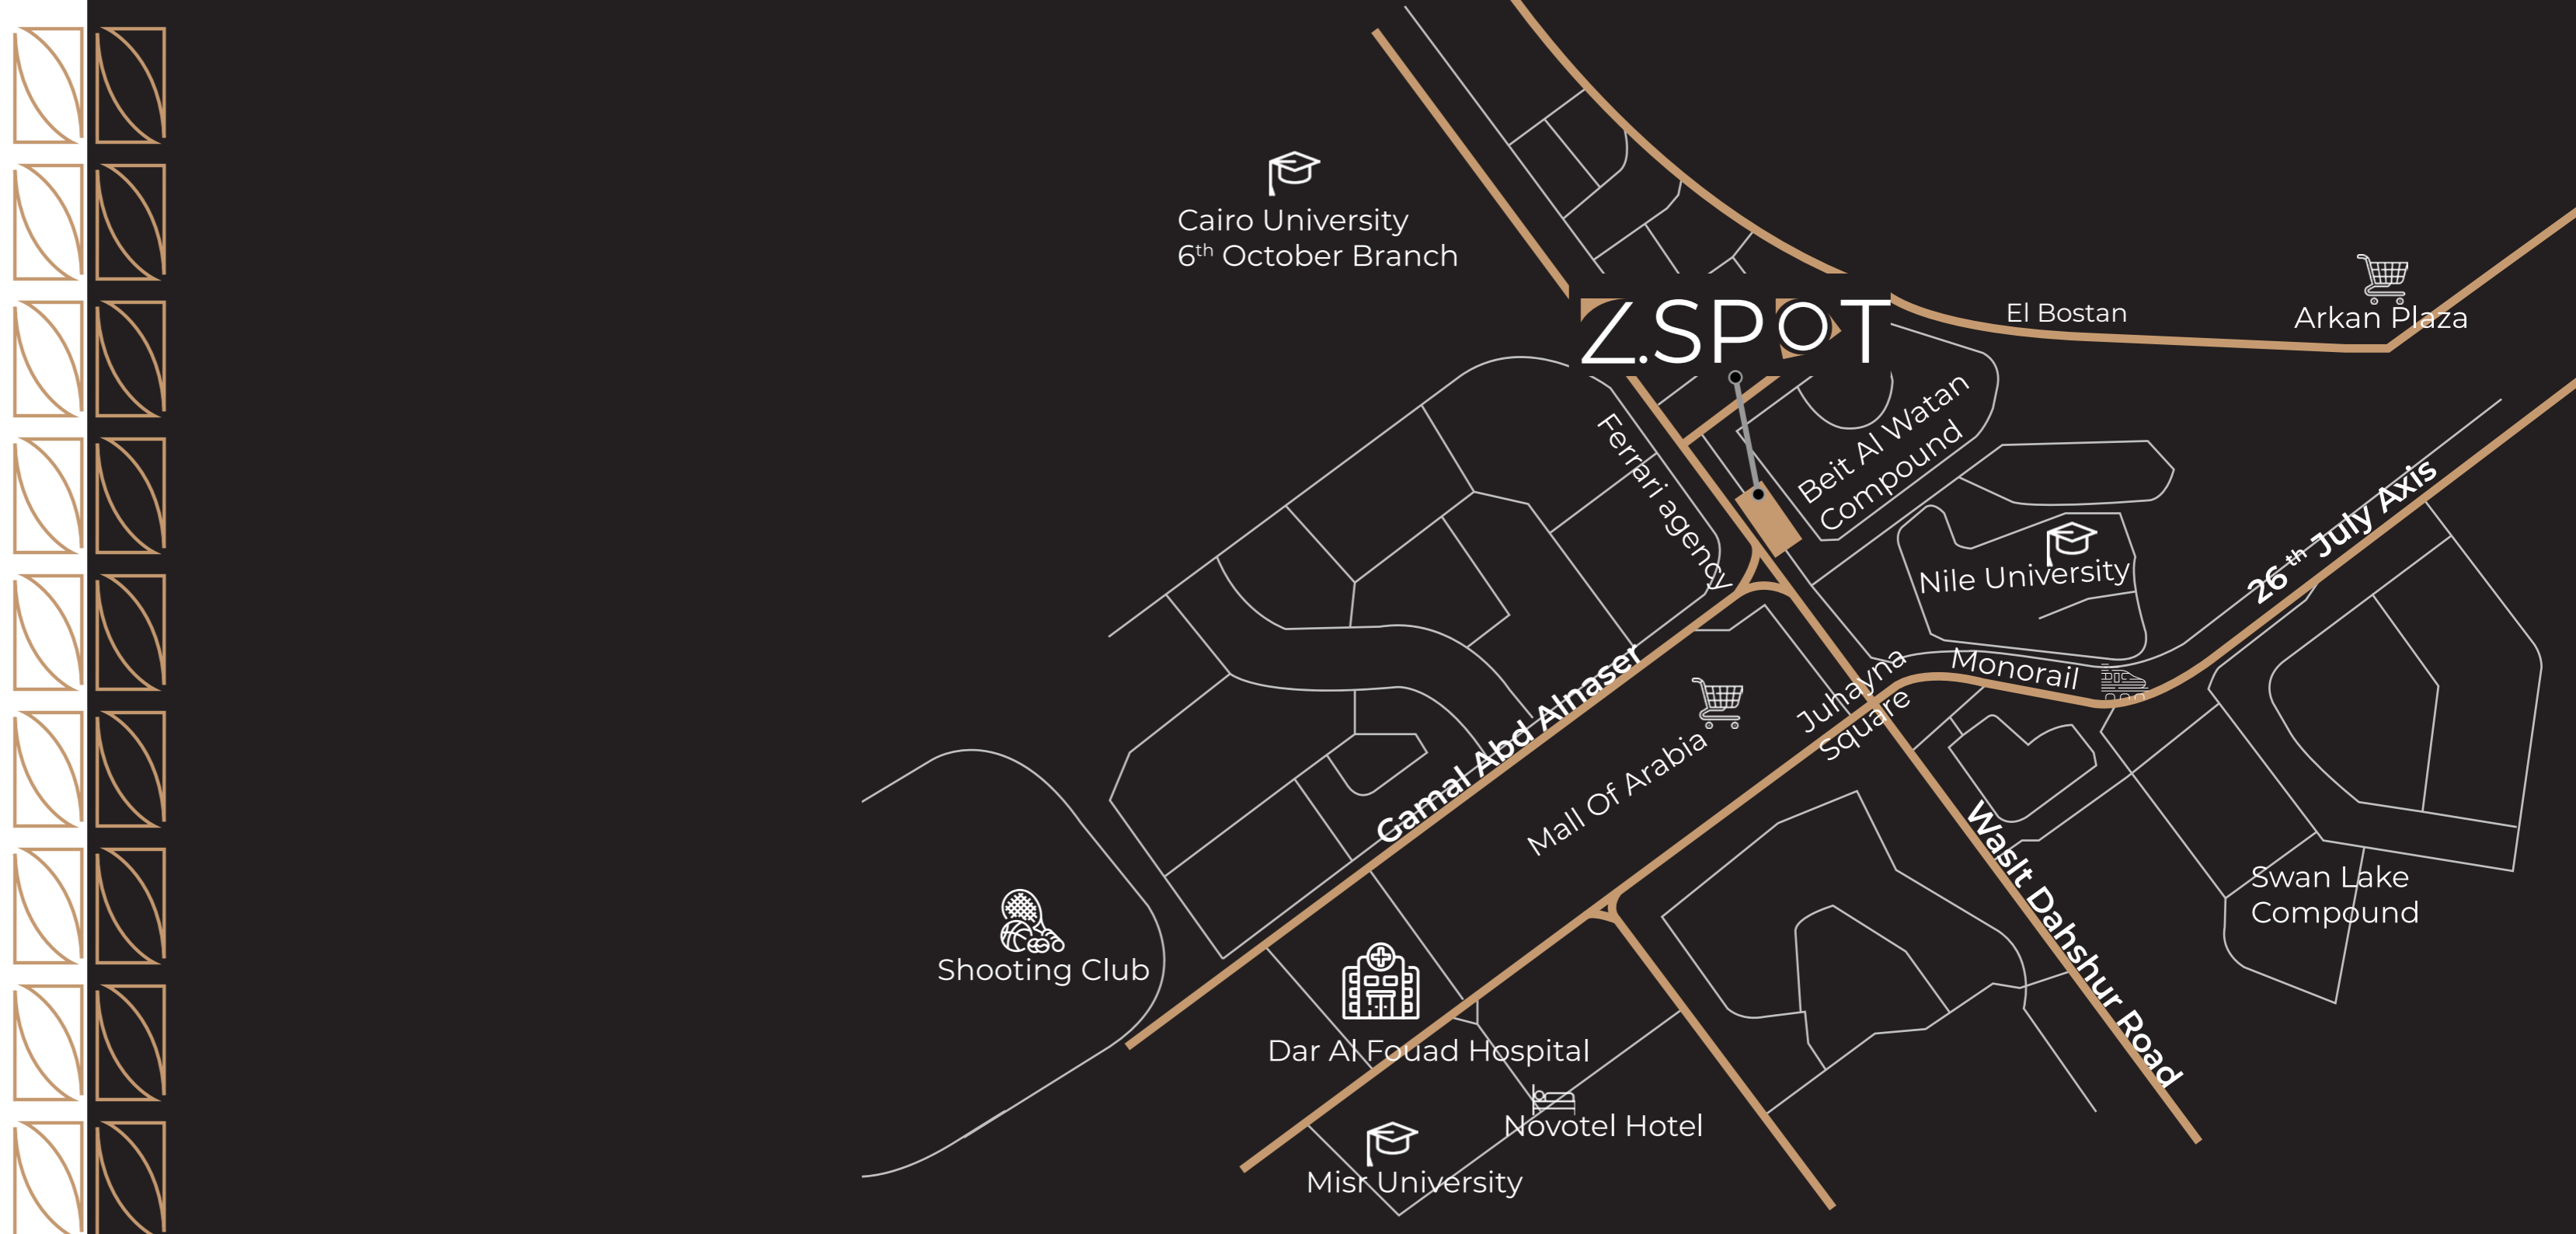 Cairo University
6th October Branch
Z.SPOT
El Bostan
Arkan Plaza
Ferrari agency
Beit Al Watan
Compound
Nile University
26th July Axis
Monorail
Juhayna
Square
Gamal Abd Alnaser
Mall Of Arabia
Waslt Dahshur Road
Swan Lake
Compound
Shooting Club
Dar Al Fouad Hospital
Novotel Hotel
Misr University